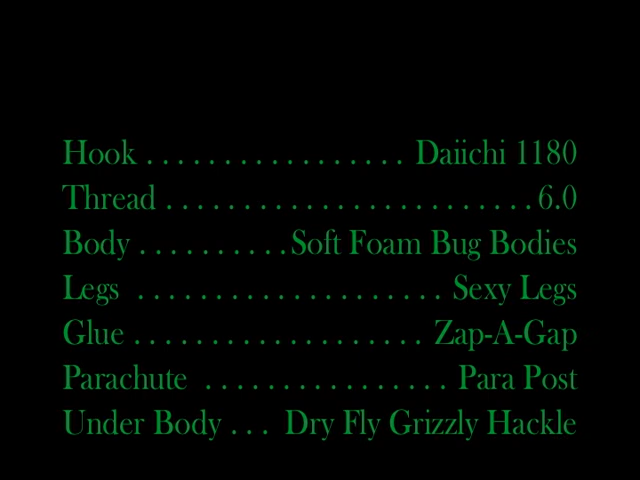 Hook . . . . . . . . . . . . . . . . . Daiichi 1180
Thread . . . . . . . . . . . . . . . . . . . . . . . . 6.0
Body . . . . . . . . . . Soft Foam Bug Bodies
Legs . . . . . . . . . . . . . . . . . . . . Sexy Legs
Glue . . . . . . . . . . . . . . . . . . . Zap-A-Gap
Parachute . . . . . . . . . . . . . . . . Para Post
Under Body . . . Dry Fly Grizzly Hackle